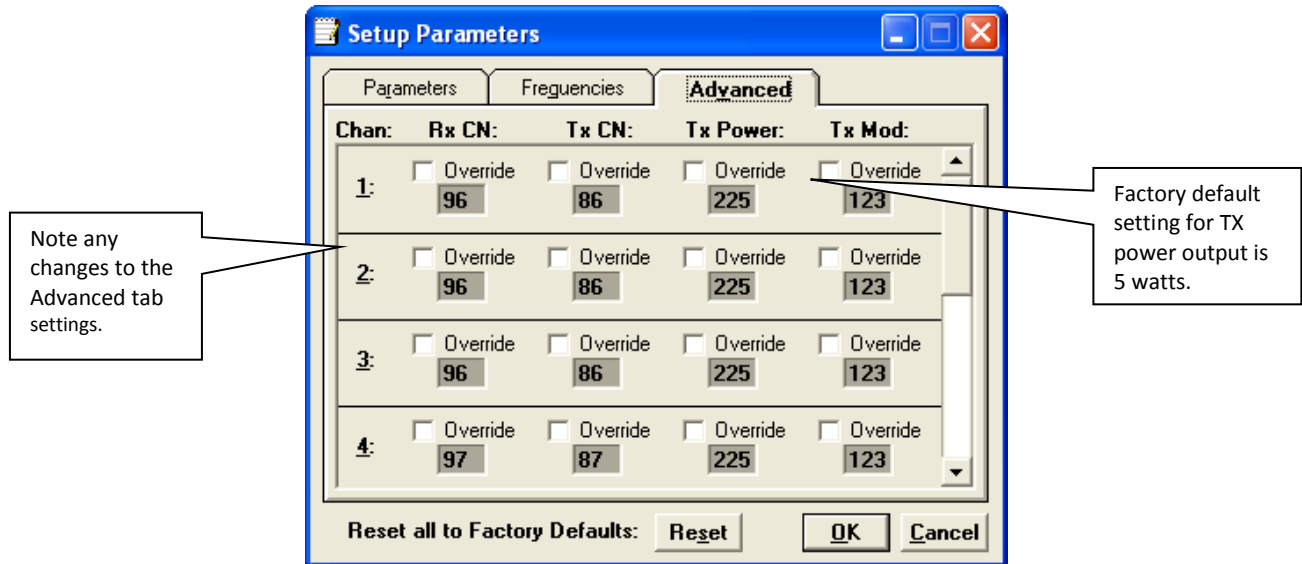 Setup Parameters
Parameters
Frequencies
Advanced
Chan: Rx CN: Tx CN: Tx Power: Tx Mod:
Override Override Override Override
1: 96 86 225 123
Override Override Override Override
2: 96 86 225 123
Override Override Override Override
3: 96 86 225 123
Override Override Override Override
4: 97 87 225 123
Reset all to Factory Defaults: Reset OK Cancel
Note any
changes to the
Advanced tab
settings.
Factory default
setting for TX
power output is
5 watts.